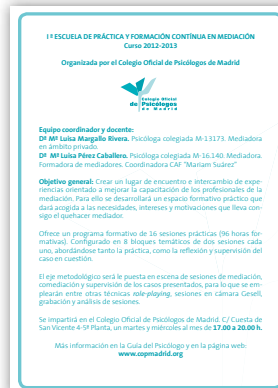 I ª ESCUELA DE PRÁCTICA Y FORMACIÓN CONTÍNUA EN MEDIACIÓN
Curso 2012-2013
Organizada por el Colegio Oficial de Psicólogos de Madrid
Colegio Oficial
de Psicólogos
de Madrid
Equipo coordinador y docente:
Dª Mª Luisa Margallo Rivera. Psicóloga colegiada M-13173. Mediadora
en ámbito privado.
Dª Mª Luisa Pérez Caballero. Psicóloga colegiada M-16.140. Mediadora.
Formadora de mediadores. Coordinadora CAF "Mariam Suárez"
Objetivo general: Crear un lugar de encuentro e intercambio de expe-
riencias orientado a mejorar la capacitación de los profesionales de la
mediación. Para ello se desarrollará un espacio formativo práctico que
dará acogida a las necesidades, intereses y motivaciones que lleva con-
sigo el quehacer mediador.
Ofrece un programa formativo de 16 sesiones prácticas (96 horas for-
mativas). Configurado en 8 bloques temáticos de dos sesiones cada
uno, abordándose tanto la práctica, como la reflexión y supervisión del
caso en cuestión.
El eje metodológico será le puesta en escena de sesiones de mediación,
comediación y supervisión de los casos presentados, para lo que se em-
plearán entre otras técnicas role-playing, sesiones en cámara Gesell,
grabación y análisis de sesiones.
Se impartirá en el Colegio Oficial de Psicólogos de Madrid. C/ Cuesta de
San Vicente 4-5ª Planta, un martes y miércoles al mes de 17.00 a 20.00 h.
Más información en la Guía del Psicólogo y en la página web:
www.copmadrid.org